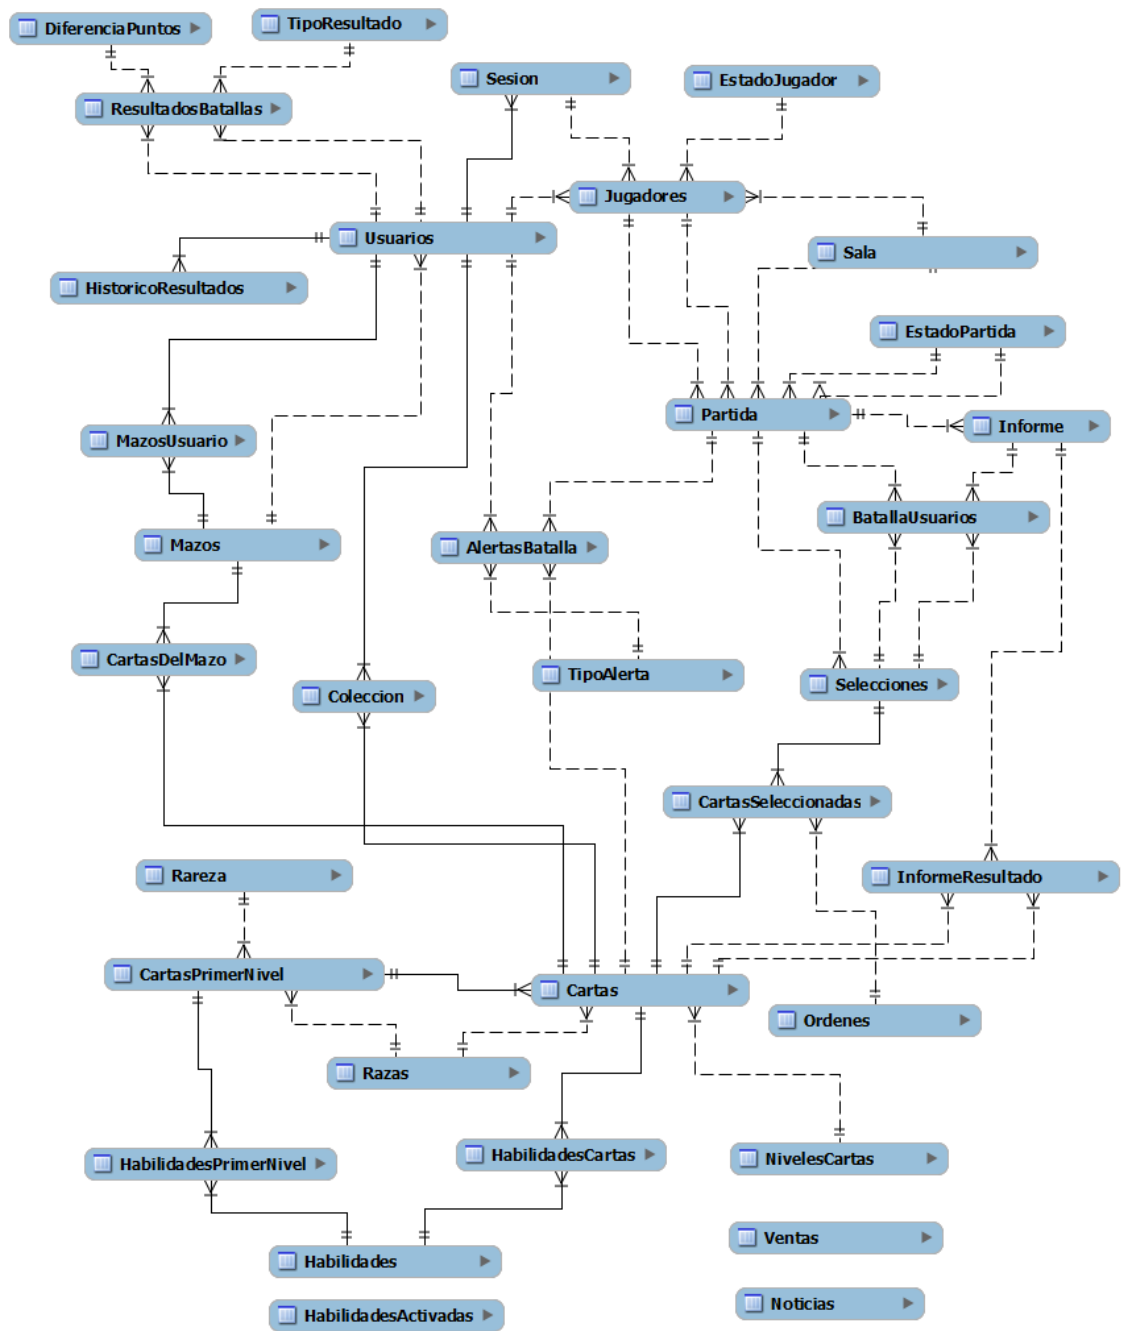 DiferenciaPuntos
TipoResultado
Sesion
EstadoJugador
ResultadosBatallas
Jugadores
Usuarios
Sala
HistoricoResultados
EstadoPartida
Partida
Informe
MazosUsuario
BatallaUsuarios
Mazos
AlertasBatalla
CartasDelMazo
TipoAlerta
Selecciones
Coleccion
CartasSeleccionadas
Rareza
InformeResultado
CartasPrimerNivel
Cartas
Ordenes
Razas
HabilidadesPrimerNivel
HabilidadesCartas
NivelesCartas
Ventas
Habilidades
Noticias
HabilidadesActivadas